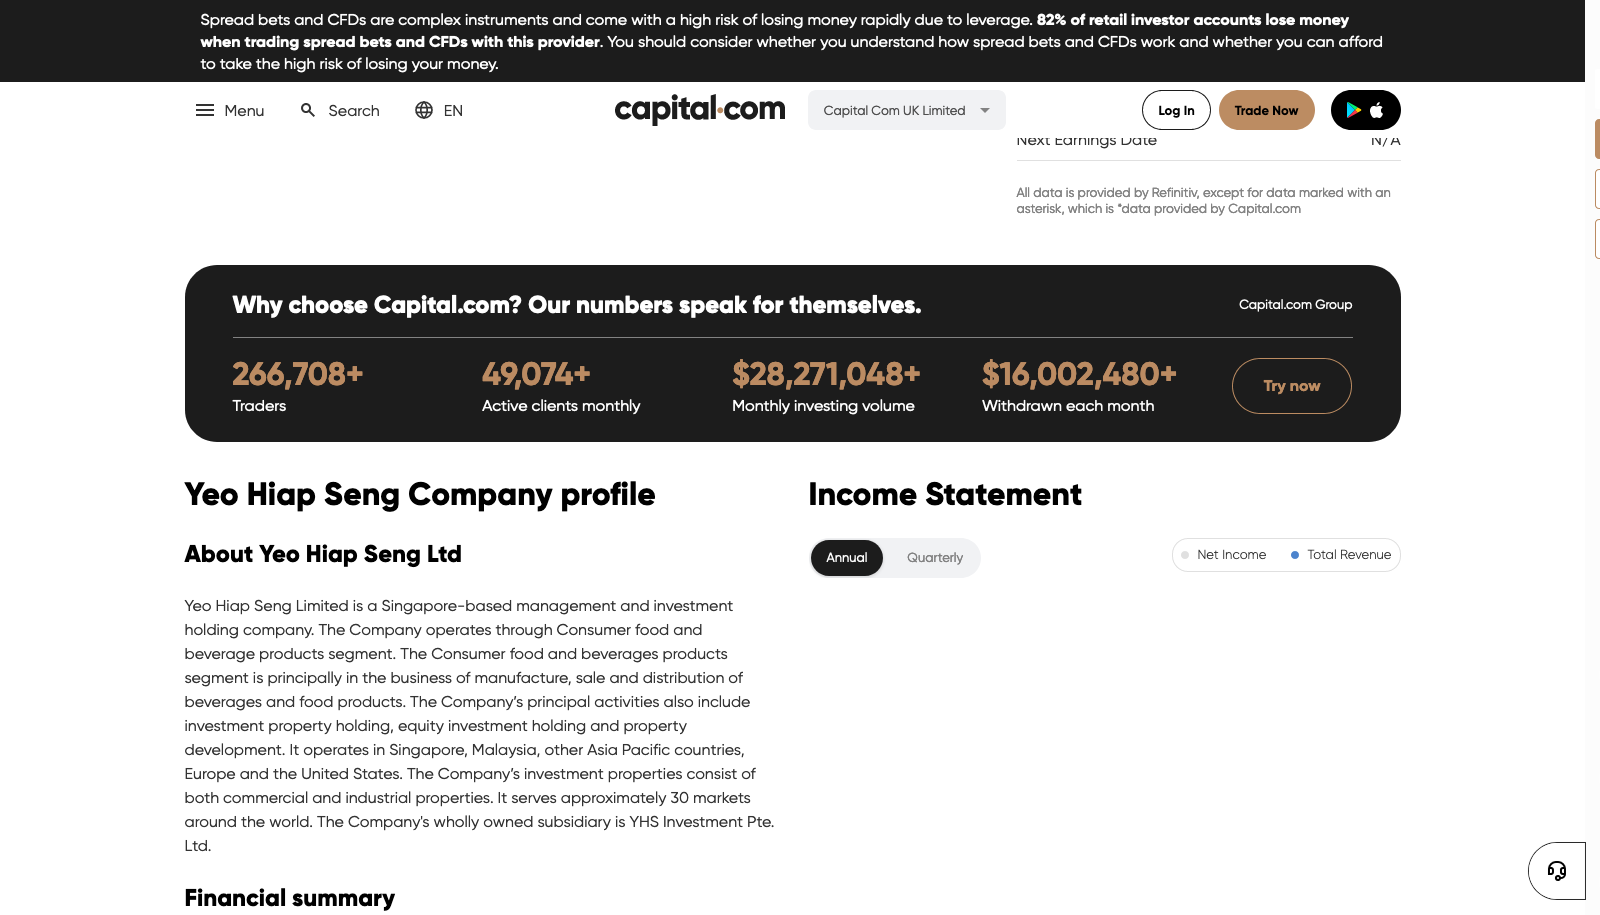 Spread bets and CFDs are complex instruments and come with a high risk of losing money rapidly due to leverage. 82% of retail investor accounts lose money
when trading spread bets and CFDs with this provider. You should consider whether you understand how spread bets and CFDs work and whether you can afford
to take the high risk of losing your money.
Menu Search EN capital.com Capital Com UK Limited Log In Trade Now
Next Earnings Date N/A
All data is provided by Refinitiv, except for data marked with an
asterisk, which is *data provided by Capital.com
Why choose Capital.com? Our numbers speak for themselves. Capital.com Group
266,708+ 49,074+ $28,271,048+ $16,002,480+
Traders Active clients monthly Monthly investing volume Withdrawn each month
Try now
Yeo Hiap Seng Company profile
About Yeo Hiap Seng Ltd
Yeo Hiap Seng Limited is a Singapore-based management and investment
holding company. The Company operates through Consumer food and
beverage products segment. The Consumer food and beverages products
segment is principally in the business of manufacture, sale and distribution of
beverages and food products. The Company's principal activities also include
investment property holding, equity investment holding and property
development. It operates in Singapore, Malaysia, other Asia Pacific countries,
Europe and the United States. The Company's investment properties consist of
both commercial and industrial properties. It serves approximately 30 markets
around the world. The Company's wholly owned subsidiary is YHS Investment Pte.
Ltd.
Financial summary
Income Statement
Annual Quarterly Net Income Total Revenue